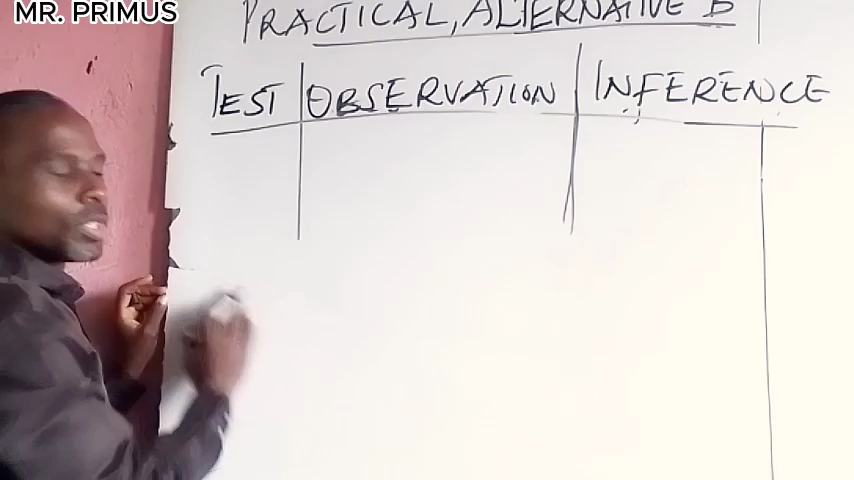 MR. PRIMUS
PRACTICAL, ALTERNATIVE B
TEST OBSERVATION INFERENCE